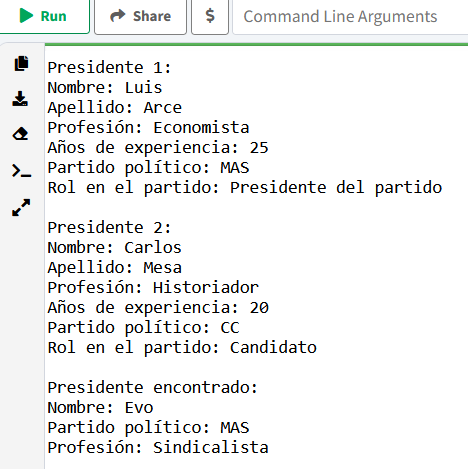 Run
Share
$
Command Line Arguments
Presidente 1:
Nombre: Luis
Apellido: Arce
Profesión: Economista
Años de experiencia: 25
Partido político: MAS
Rol en el partido: Presidente del partido
Presidente 2:
Nombre: Carlos
Apellido: Mesa
Profesión: Historiador
Años de experiencia: 20
Partido político: CC
Rol en el partido: Candidato
Presidente encontrado:
Nombre: Evo
Partido político: MAS
Profesión: Sindicalista